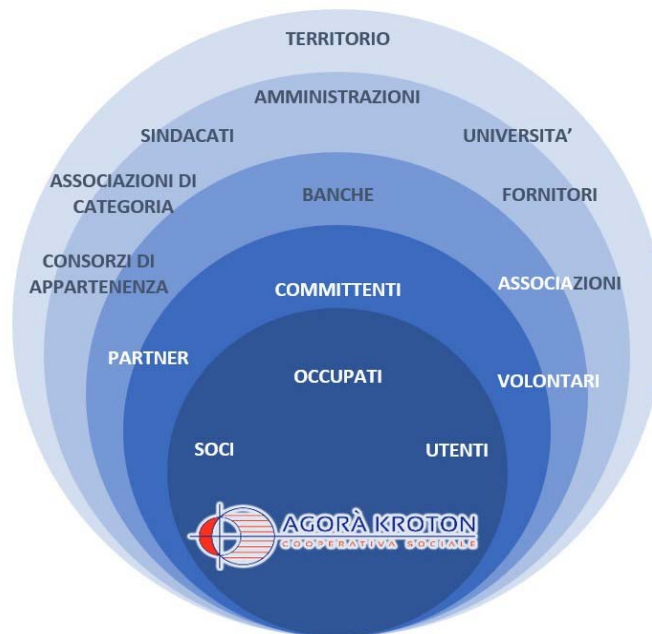 TERRITORIO
AMMINISTRAZIONI
SINDACATI
UNIVERSITA’
ASSOCIAZIONI DI
CATEGORIA
BANCHE
FORNITORI
CONSORZI DI
APPARTENENZA
COMMITTENTI
ASSOCIAZIONI
PARTNER
OCCUPATI
VOLONTARI
SOCI
UTENTI
AGORÀ KROTON
COOPERATIVA SOCIALE